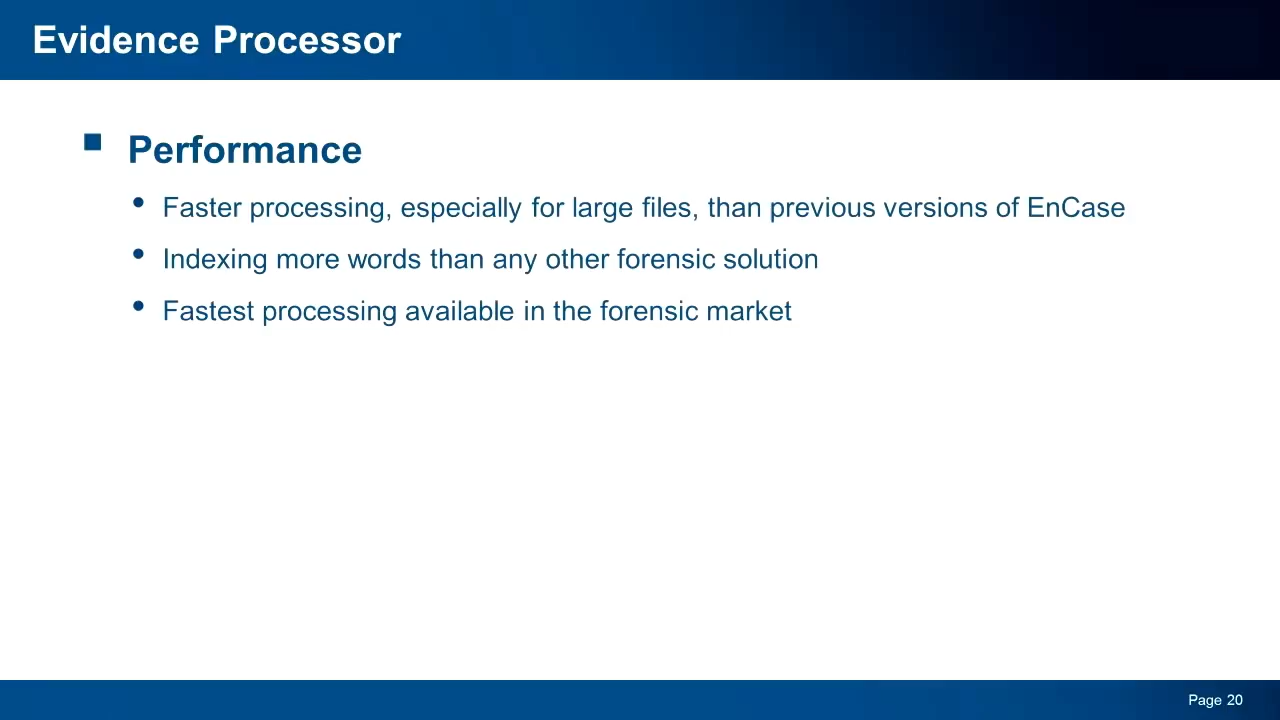 Evidence Processor
Performance
Faster processing, especially for large files, than previous versions of EnCase
Indexing more words than any other forensic solution
Fastest processing available in the forensic market
Page 20